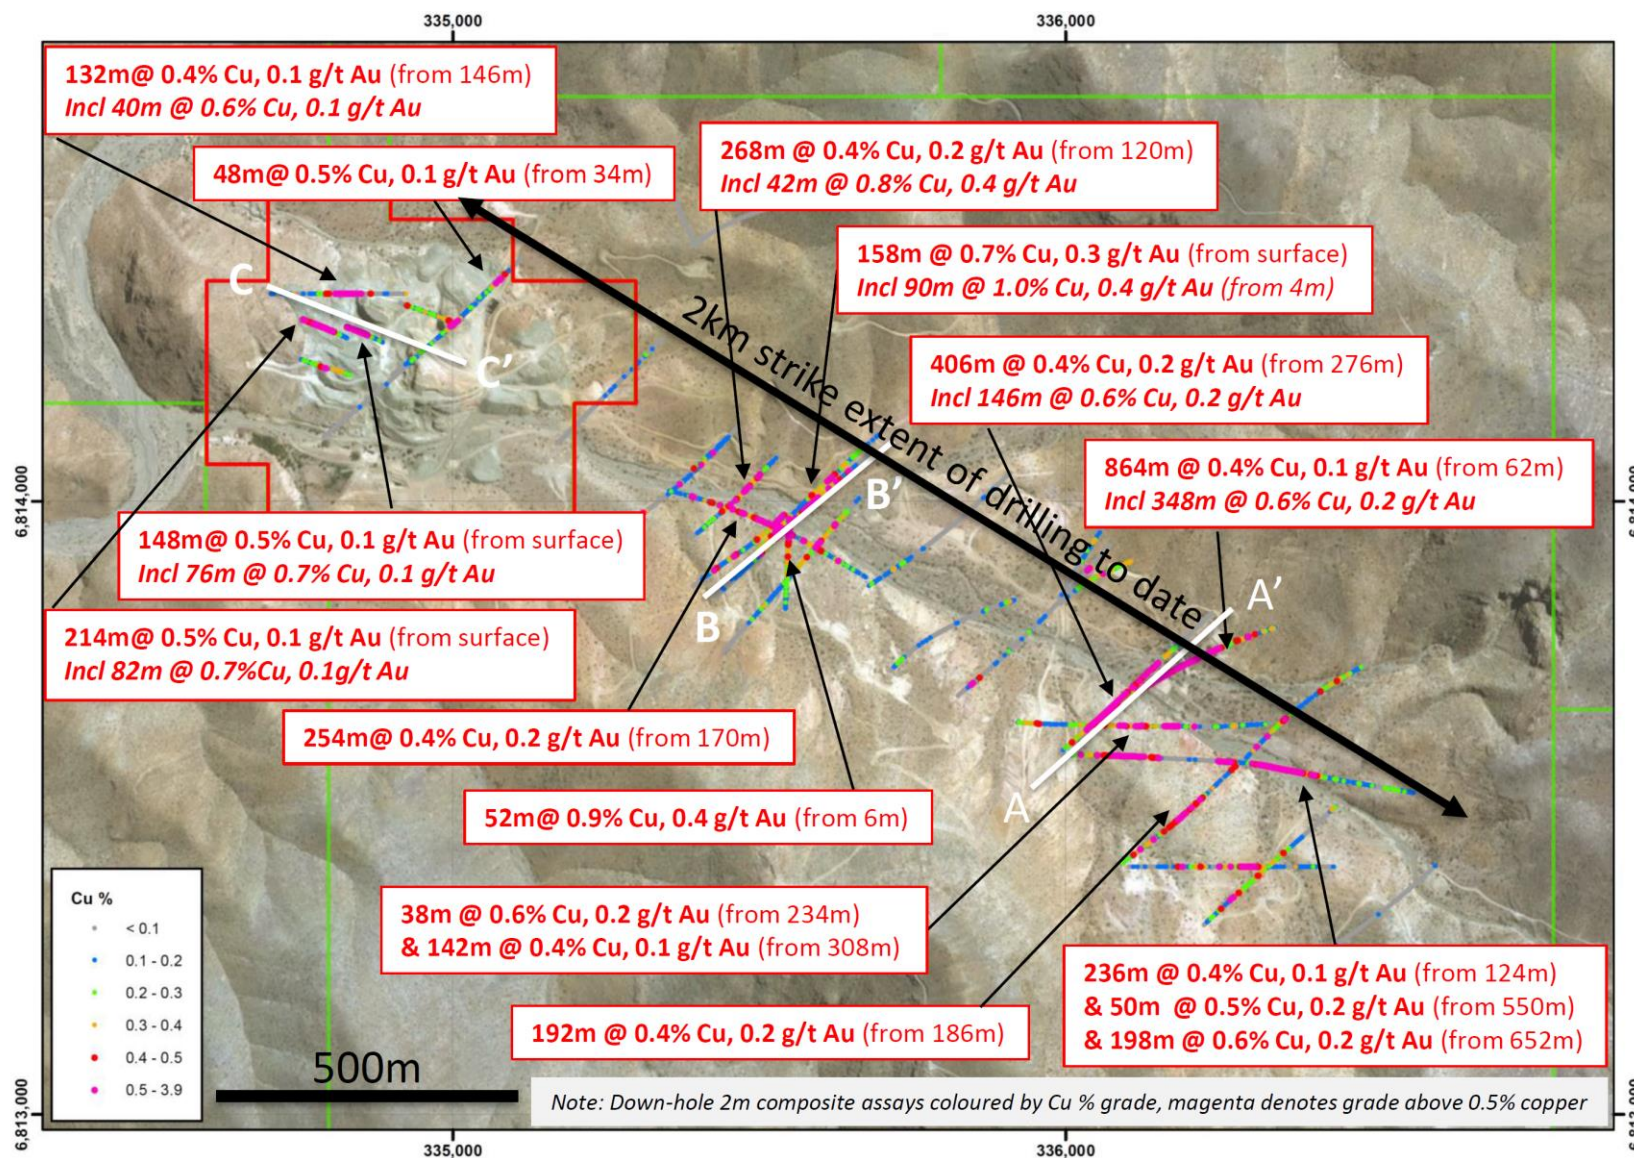 335,000
336,000
132m@ 0.4% Cu, 0.1 g/t Au (from 146m)
Incl 40m @ 0.6% Cu, 0.1 g/t Au
48m@ 0.5% Cu, 0.1 g/t Au (from 34m)
268m @ 0.4% Cu, 0.2 g/t Au (from 120m)
Incl 42m @ 0.8% Cu, 0.4 g/t Au
158m @ 0.7% Cu, 0.3 g/t Au (from surface)
Incl 90m @ 1.0% Cu, 0.4 g/t Au (from 4m)
C
C'
2km strike extent of drilling to date
406m @ 0.4% Cu, 0.2 g/t Au (from 276m)
Incl 146m @ 0.6% Cu, 0.2 g/t Au
864m @ 0.4% Cu, 0.1 g/t Au (from 62m)
Incl 348m @ 0.6% Cu, 0.2 g/t Au
6,814,000
6,814,000
B'
B
148m@ 0.5% Cu, 0.1 g/t Au (from surface)
Incl 76m @ 0.7% Cu, 0.1 g/t Au
A'
A
214m@ 0.5% Cu, 0.1 g/t Au (from surface)
Incl 82m @ 0.7%Cu, 0.1g/t Au
254m@ 0.4% Cu, 0.2 g/t Au (from 170m)
52m@ 0.9% Cu, 0.4 g/t Au (from 6m)
38m @ 0.6% Cu, 0.2 g/t Au (from 234m)
& 142m @ 0.4% Cu, 0.1 g/t Au (from 308m)
192m @ 0.4% Cu, 0.2 g/t Au (from 186m)
236m @ 0.4% Cu, 0.1 g/t Au (from 124m)
& 50m @ 0.5% Cu, 0.2 g/t Au (from 550m)
& 198m @ 0.6% Cu, 0.2 g/t Au (from 652m)
Cu %
< 0.1
0.1 - 0.2
0.2 - 0.3
0.3 - 0.4
0.4 - 0.5
0.5 - 3.9
500m
Note: Down-hole 2m composite assays coloured by Cu % grade, magenta denotes grade above 0.5% copper
6,813,000
6,813,000
335,000
336,000